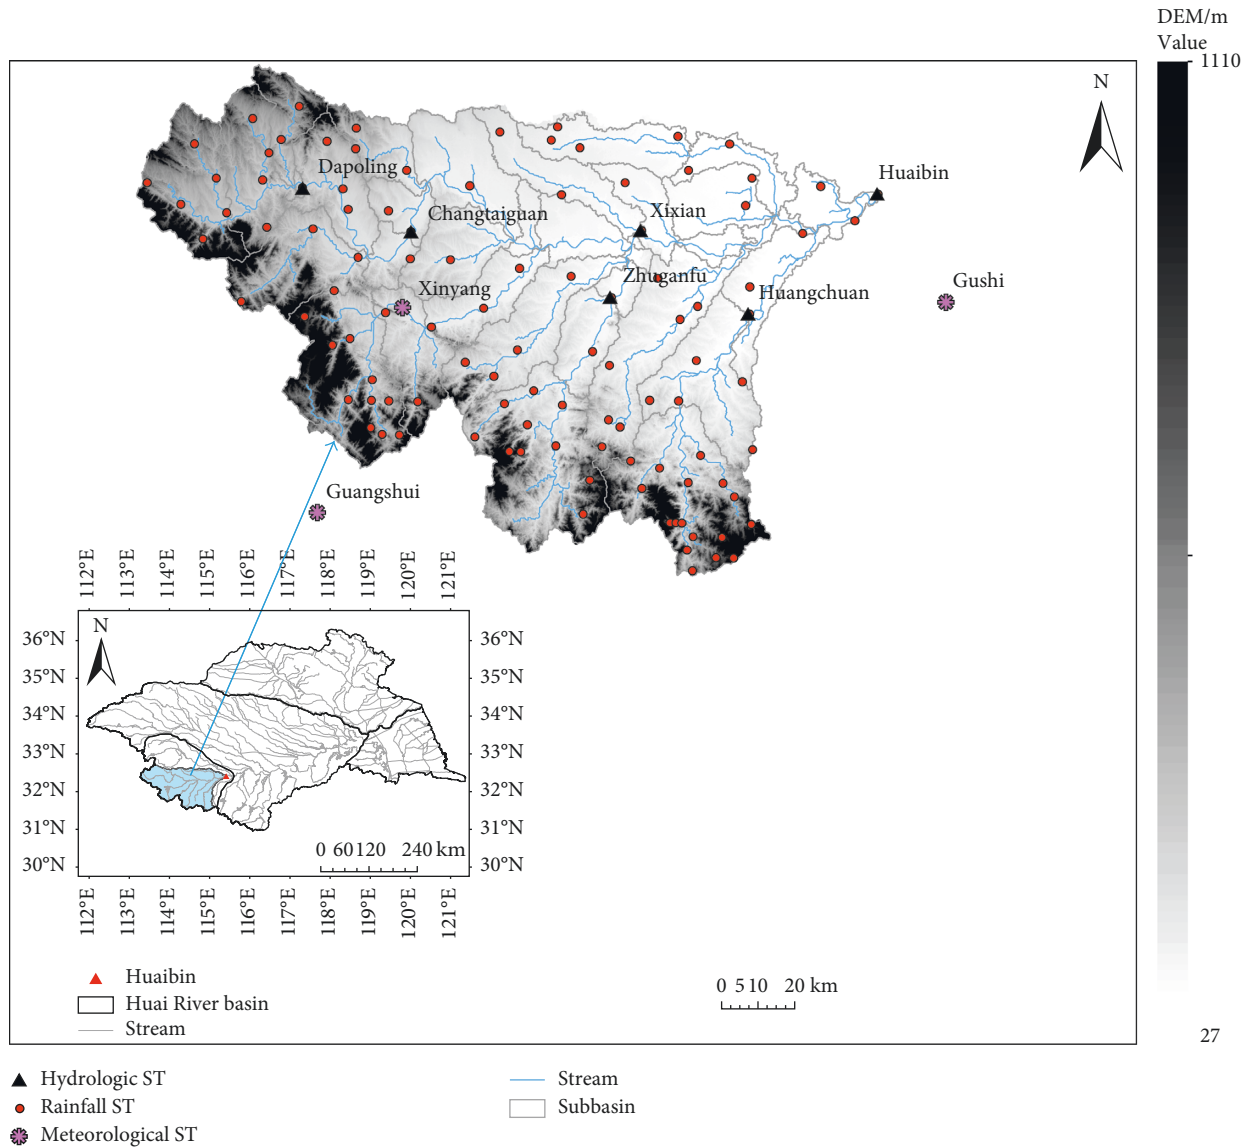 DEM/m
Value
1110
27
N
Dapoling
Huaibin
Changtaiguan
Xixian
Zhuganfu
Xinyang
Huangchuan
Gushi
Guangshui
112°E 113°E 114°E 115°E 116°E 117°E 118°E 119°E 120°E 121°E
N
36°N 36°N
35°N 35°N
34°N 34°N
33°N 33°N
32°N 32°N
31°N 31°N
30°N 30°N
0 60 120 240 km
112°E 113°E 114°E 115°E 116°E 117°E 118°E 119°E 120°E 121°E
Huaibin
Huai River basin
Stream
0 5 10 20 km
Hydrologic ST
Rainfall ST
Meteorological ST
Stream
Subbasin